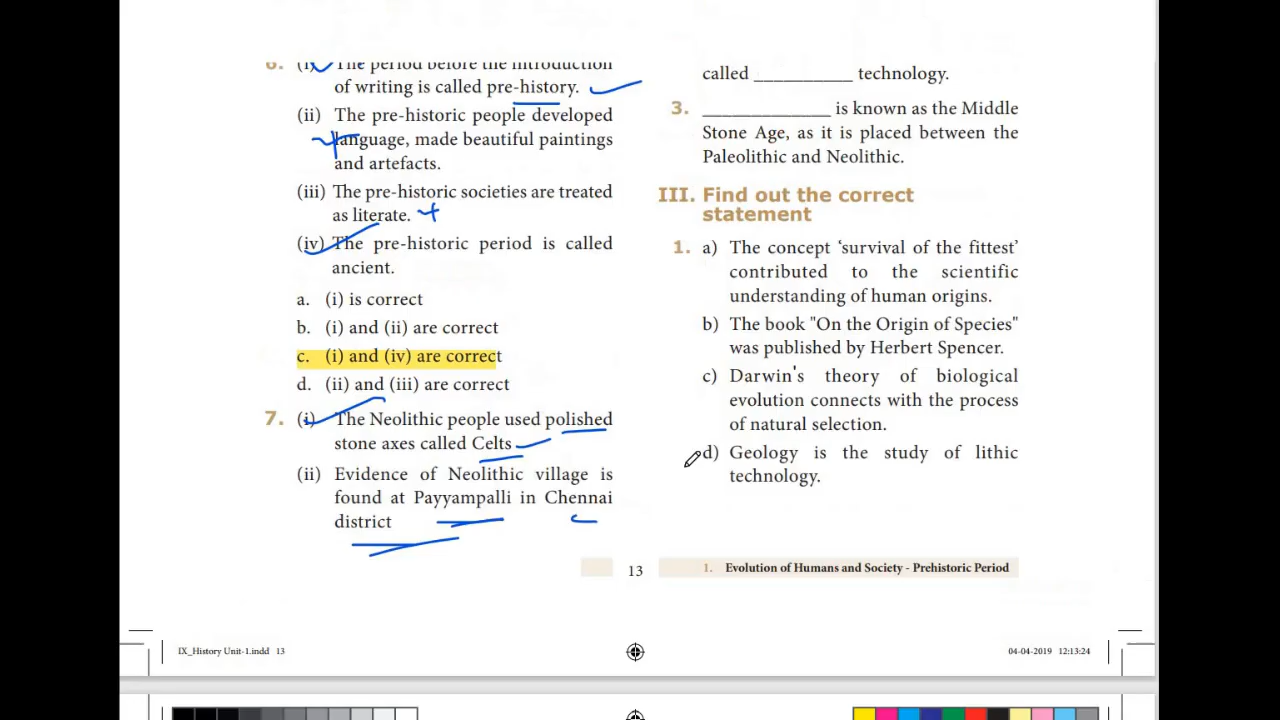 6. (i) The period before the introduction
of writing is called pre-history.
(ii) The pre-historic people developed
language, made beautiful paintings
and artefacts.
(iii) The pre-historic societies are treated
as literate.
(iv) The pre-historic period is called
ancient.
a. (i) is correct
b. (i) and (ii) are correct
c. (i) and (iv) are correct
d. (ii) and (iii) are correct
7. (i) The Neolithic people used polished
stone axes called Celts
(ii) Evidence of Neolithic village is
found at Payyampalli in Chennai
district
called __________ technology.
3. _____________ is known as the Middle
Stone Age, as it is placed between the
Paleolithic and Neolithic.
III. Find out the correct
statement
1. a) The concept ‘survival of the fittest’
contributed to the scientific
understanding of human origins.
b) The book "On the Origin of Species"
was published by Herbert Spencer.
c) Darwin's theory of biological
evolution connects with the process
of natural selection.
d) Geology is the study of lithic
technology.
13
1. Evolution of Humans and Society - Prehistoric Period
IX_History Unit-1.indd 13
04-04-2019 12:13:24